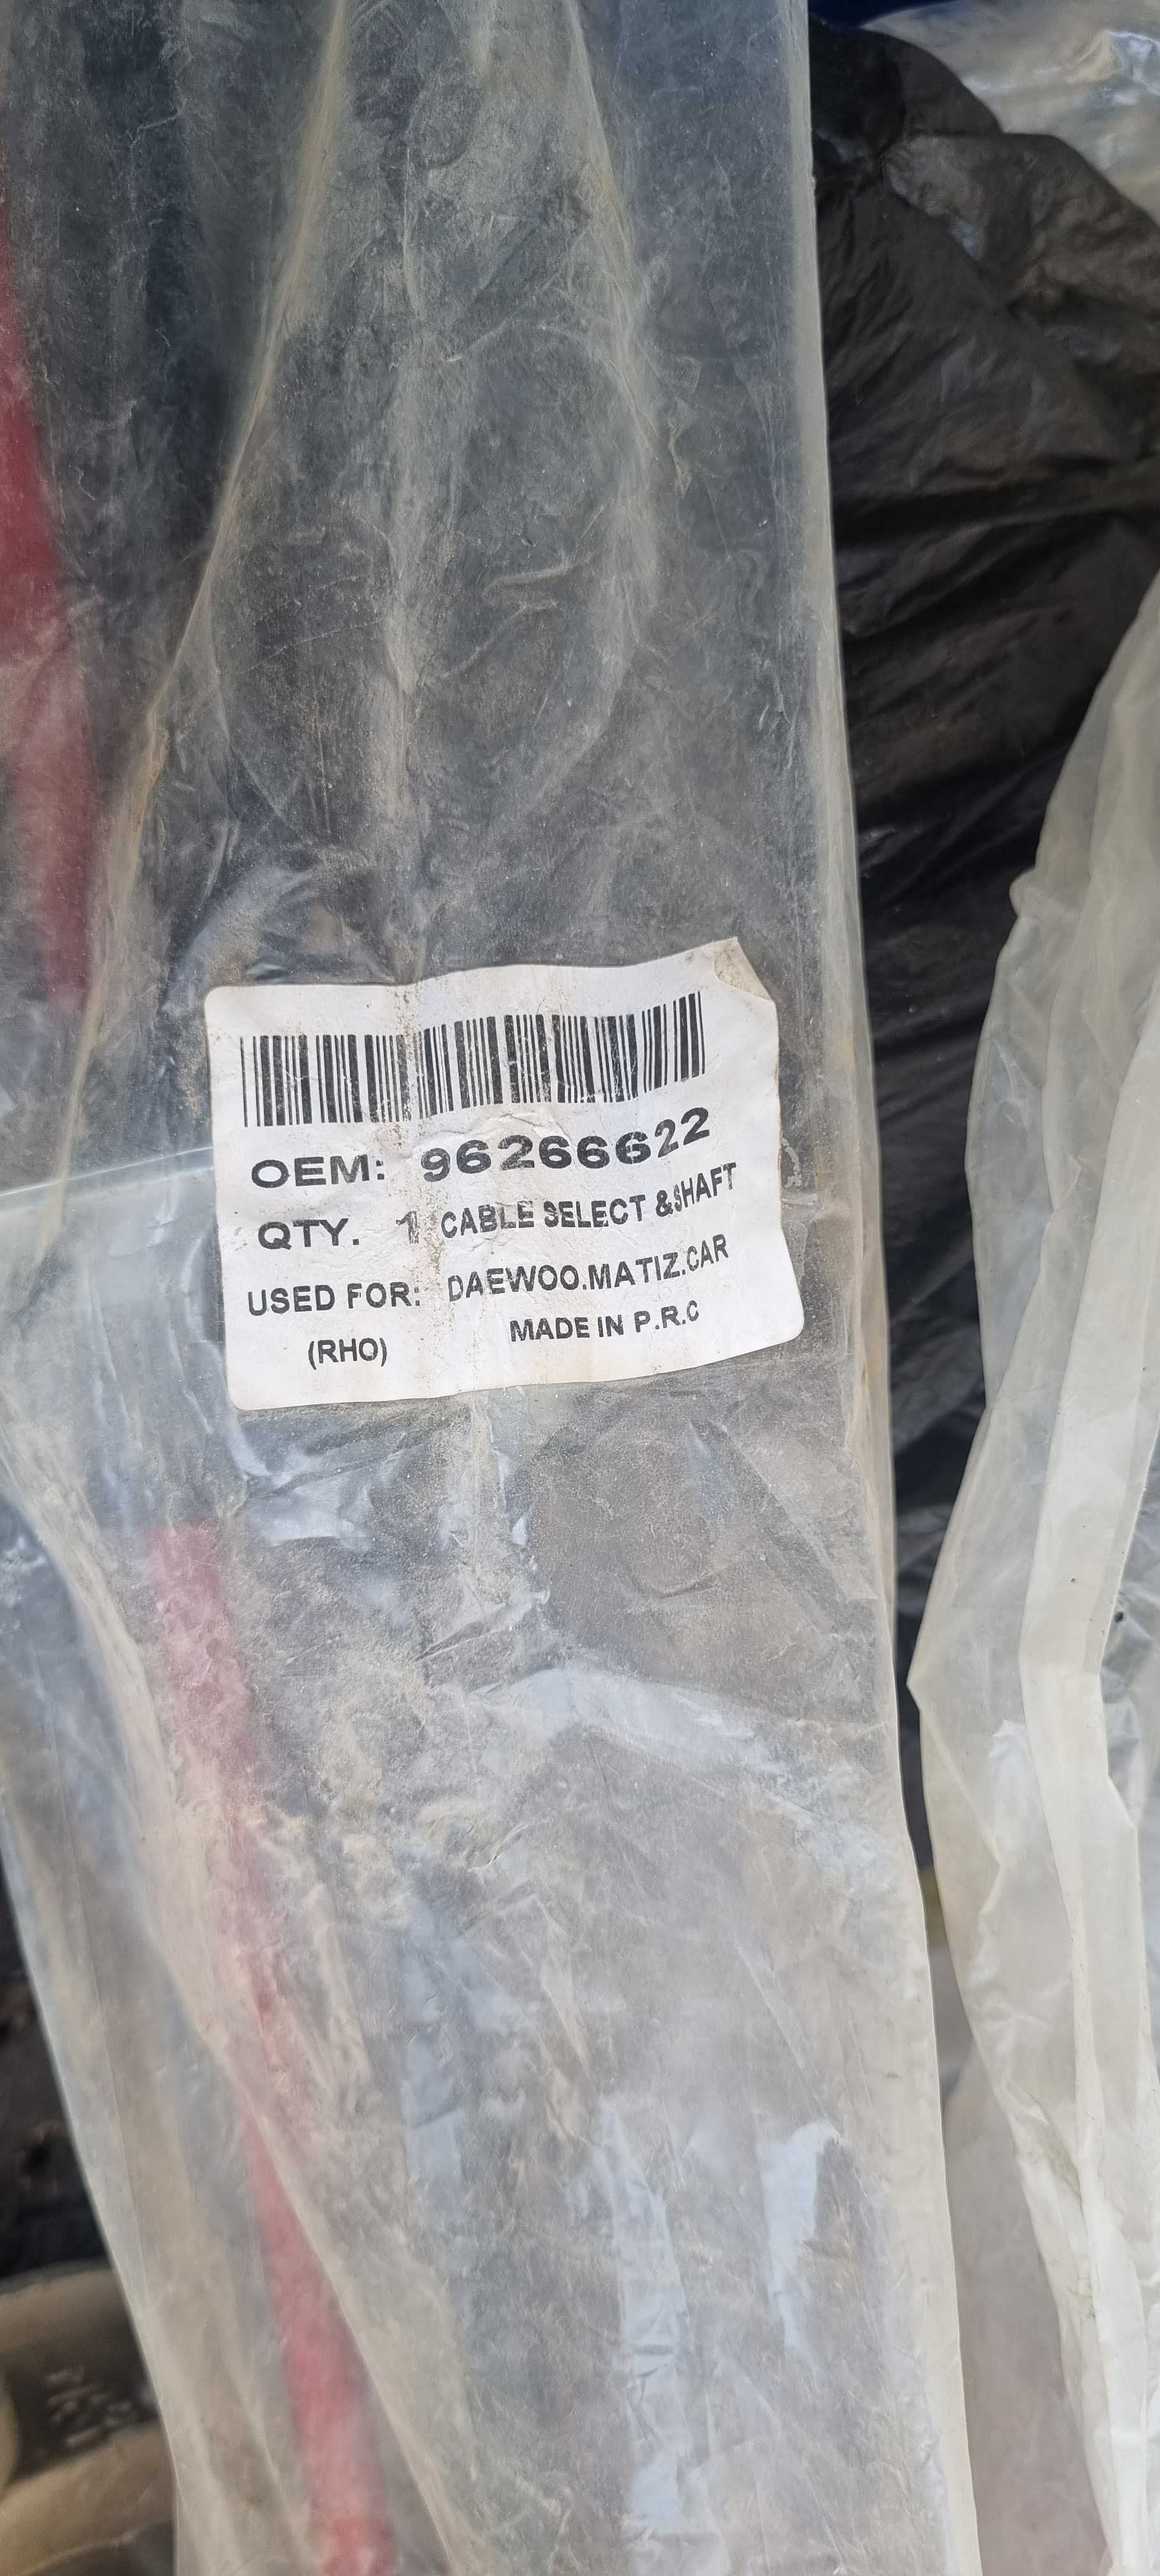 OEM: 96266622
QTY. 1 CABLE SELECT &SHAFT
USED FOR: DAEWOO.MATIZ.CAR
(RHO) MADE IN P.R.C